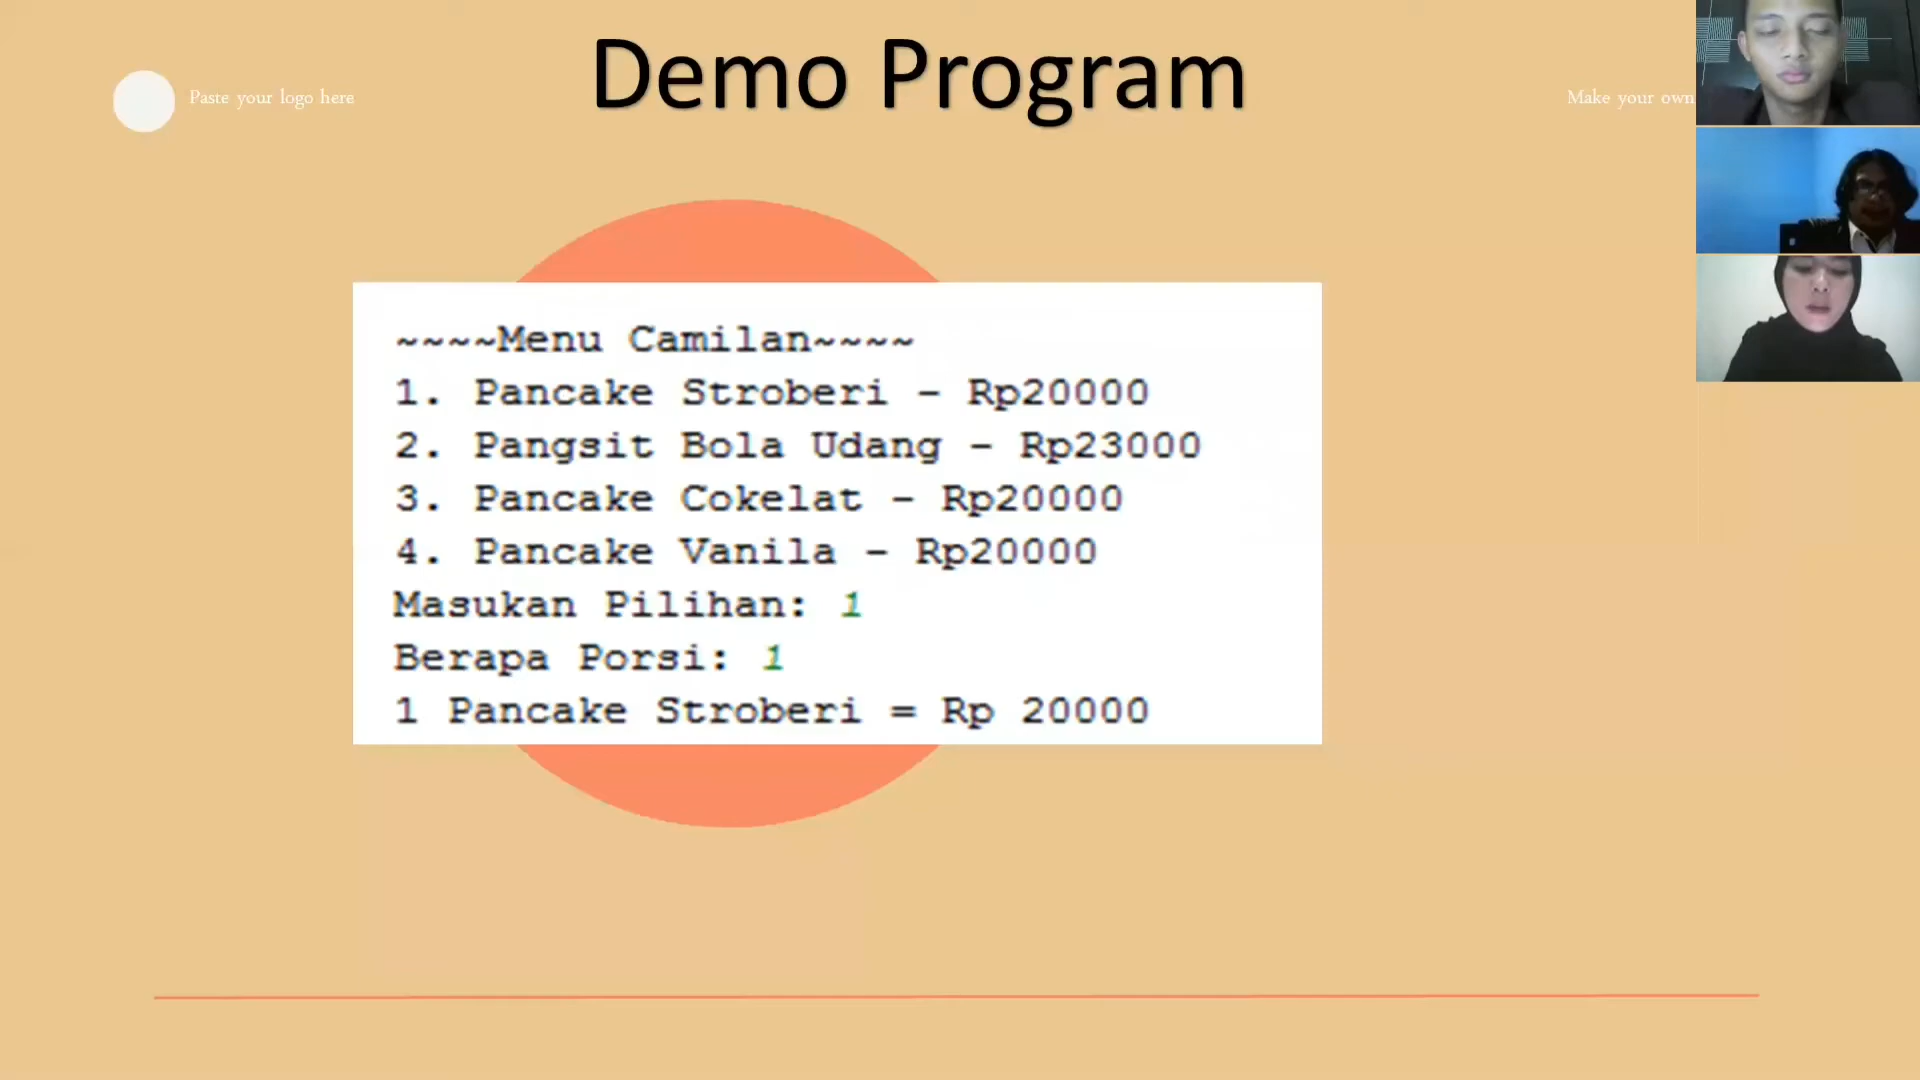 Demo Program
Paste your logo here
Make your own
~~~~Menu Camilan~~~~
1. Pancake Stroberi - Rp20000
2. Pangsit Bola Udang - Rp23000
3. Pancake Cokelat - Rp20000
4. Pancake Vanila - Rp20000
Masukan Pilihan: 1
Berapa Porsi: 1
1 Pancake Stroberi = Rp 20000